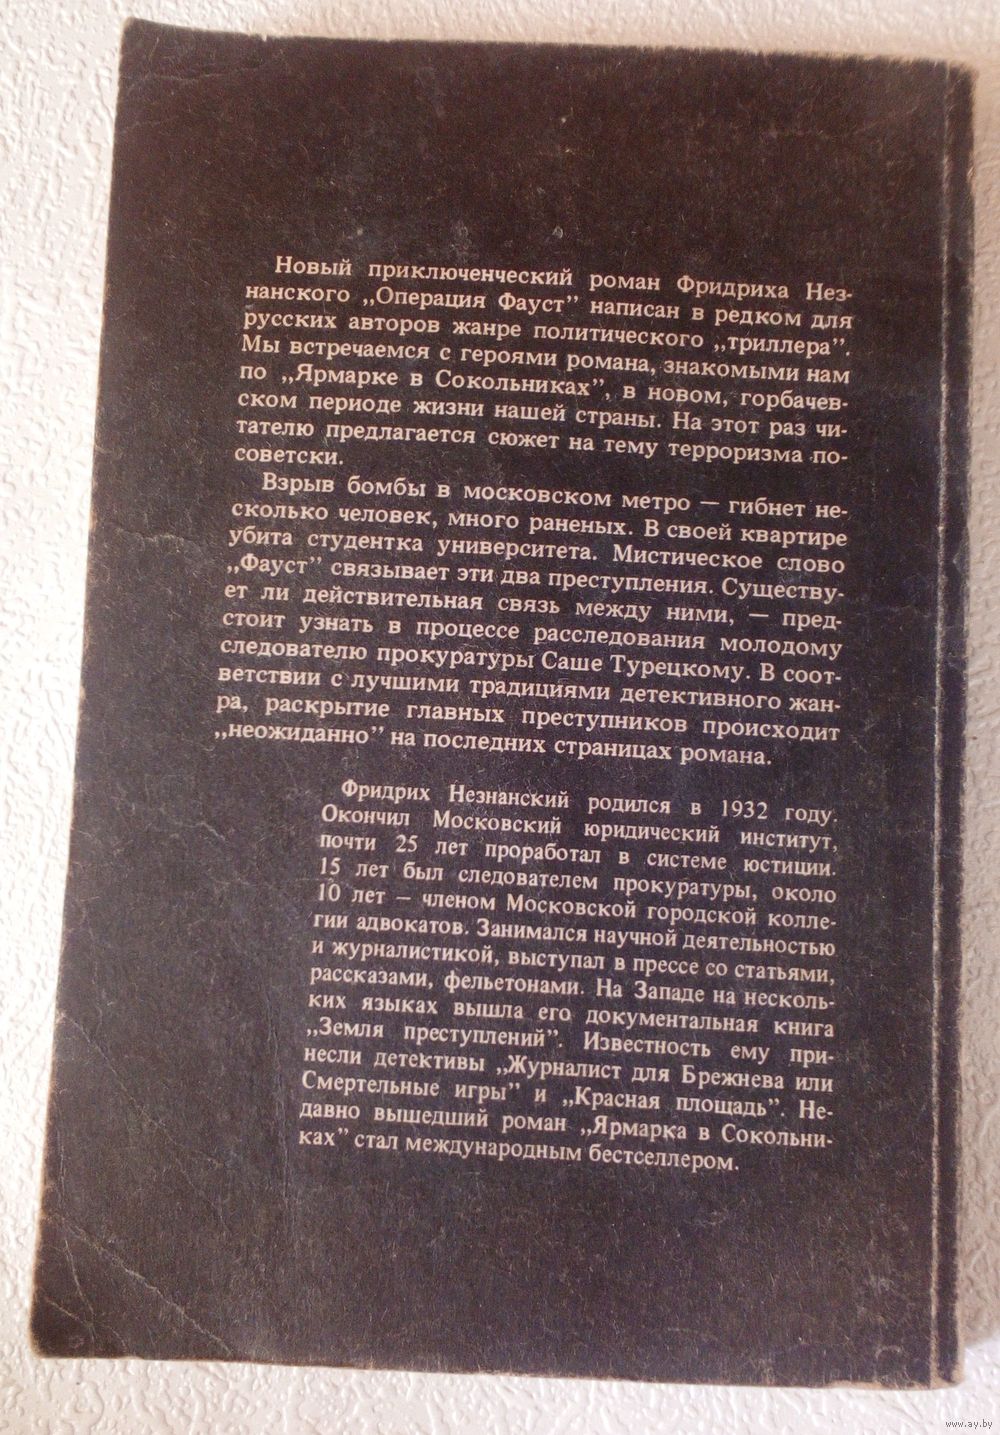 Новый приключенческий роман Фридриха Нез-
нанского „Операция Фауст” написан в редком для
русских авторов жанре политического „триллера”.
Мы встречаемся с героями романа, знакомыми нам
по „Ярмарке в Сокольниках”, в новом, горбачев-
ском периоде жизни нашей страны. На этот раз чи-
тателю предлагается сюжет на тему терроризма по-
советски.
Взрыв бомбы в московском метро — гибнет не-
сколько человек, много раненых. В своей квартире
убита студентка университета. Мистическое слово
„Фауст” связывает эти два преступления. Существу-
ет ли действительная связь между ними, — пред-
стоит узнать в процессе расследования молодому
следователю прокуратуры Саше Турецкому. В соот-
ветствии с лучшими традициями детективного жан-
ра, раскрытие главных преступников происходит
„неожиданно” на последних страницах романа.
Фридрих Незнанский родился в 1932 году.
Окончил Московский юридический институт,
почти 25 лет проработал в системе юстиции.
15 лет был следователем прокуратуры, около
10 лет — членом Московской городской колле-
гии адвокатов. Занимался научной деятельностью
и журналистикой, выступал в прессе со статьями,
рассказами, фельетонами. На Западе на несколь-
ких языках вышла его документальная книга
„Земля преступлений”. Известность ему при-
несли детективы „Журналист для Брежнева или
Смертельные игры” и „Красная площадь”. Не-
давно вышедший роман „Ярмарка в Сокольни-
ках” стал международным бестселлером.
www.ay.by